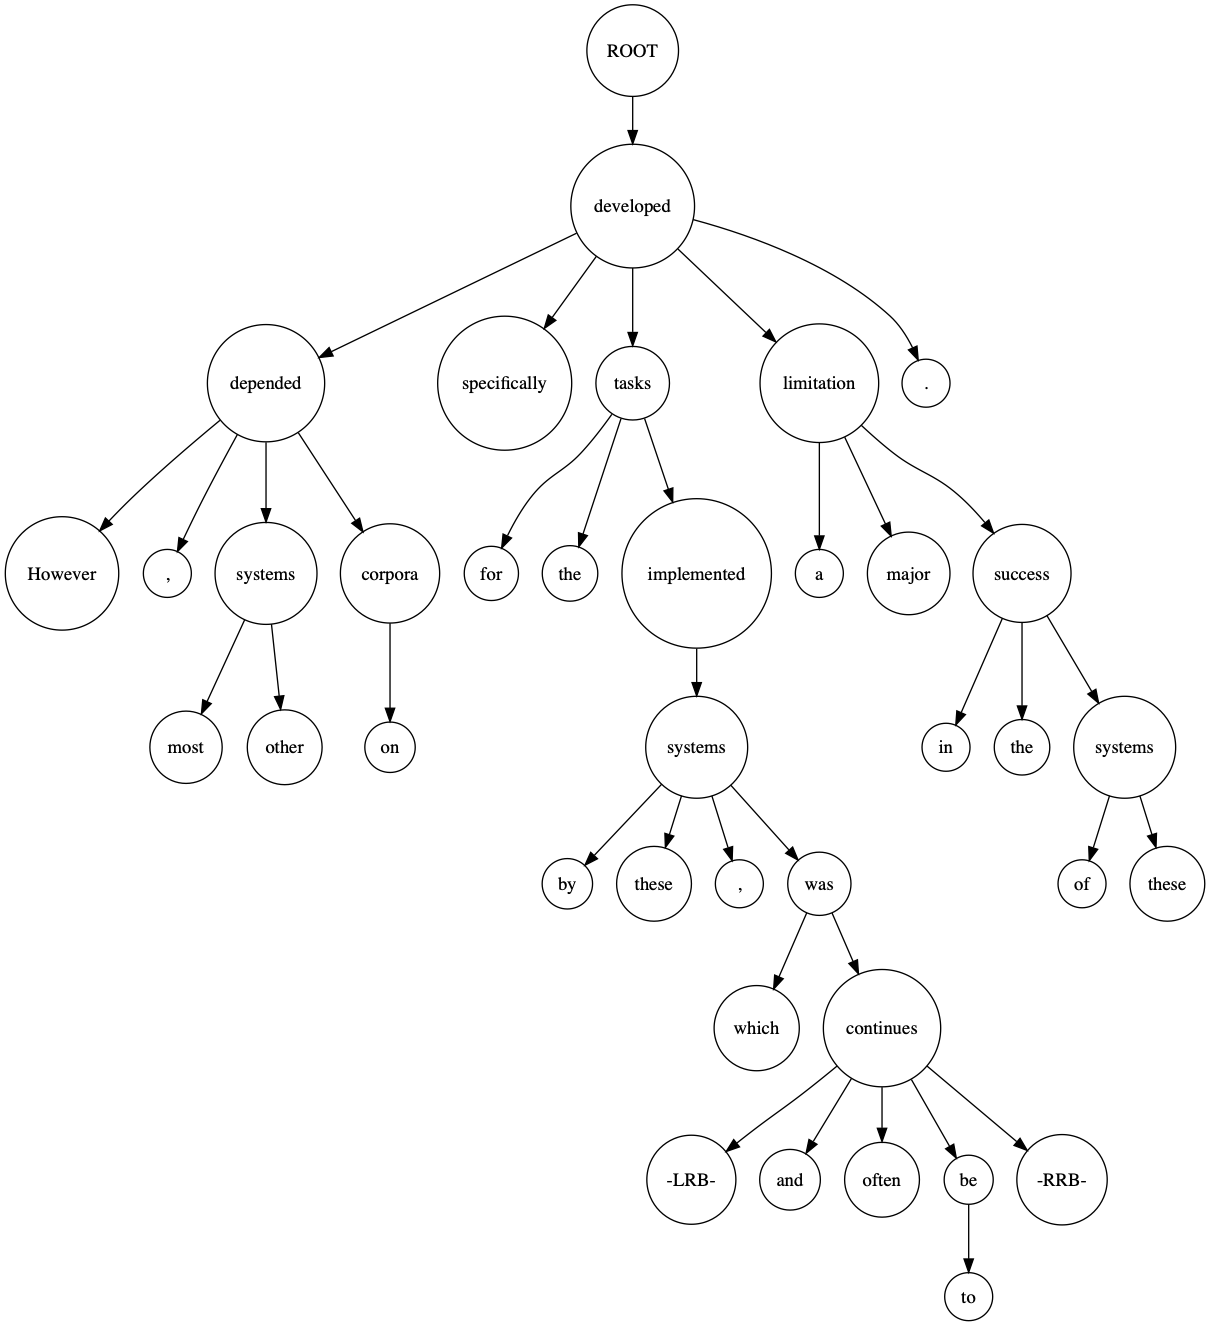 ROOT
developed
depended
specifically
tasks
limitation
.
However
,
systems
corpora
for
the
implemented
a
major
success
most
other
on
systems
in
the
systems
by
these
,
was
of
these
which
continues
-LRB-
and
often
be
-RRB-
to